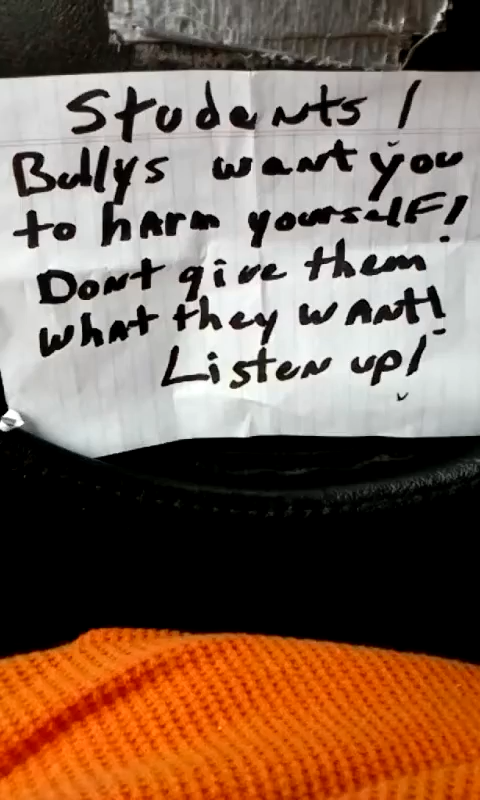 Students!
Bullys want you
to harm yourselF!
Dont give them
what they wANt!
Listen up!